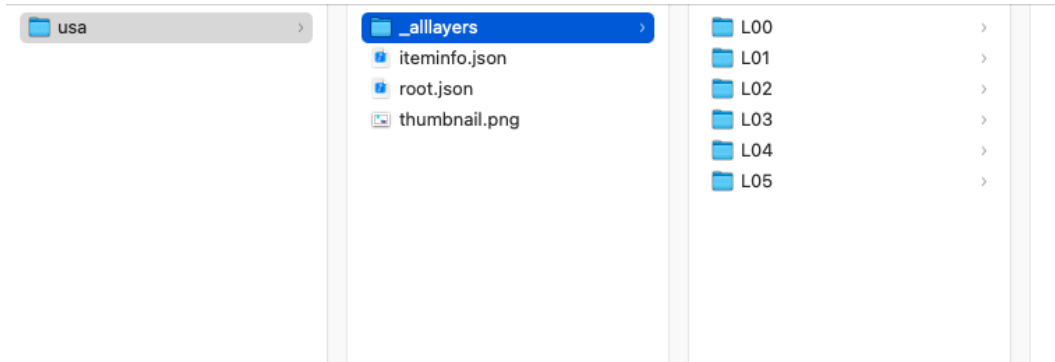 usa
_alllayers
iteminfo.json
root.json
thumbnail.png
L00
L01
L02
L03
L04
L05